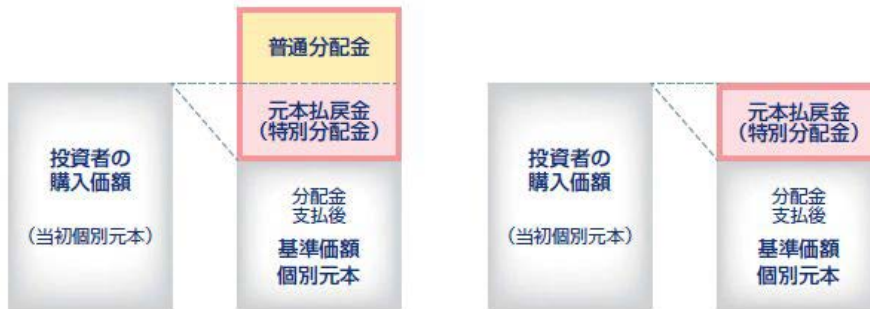 普通分配金
元本払戻金
(特別分配金)
投資者の
購入価額
(当初個別元本)
分配金
支払後
基準価額
個別元本
元本払戻金
(特別分配金)
投資者の
購入価額
(当初個別元本)
分配金
支払後
基準価額
個別元本